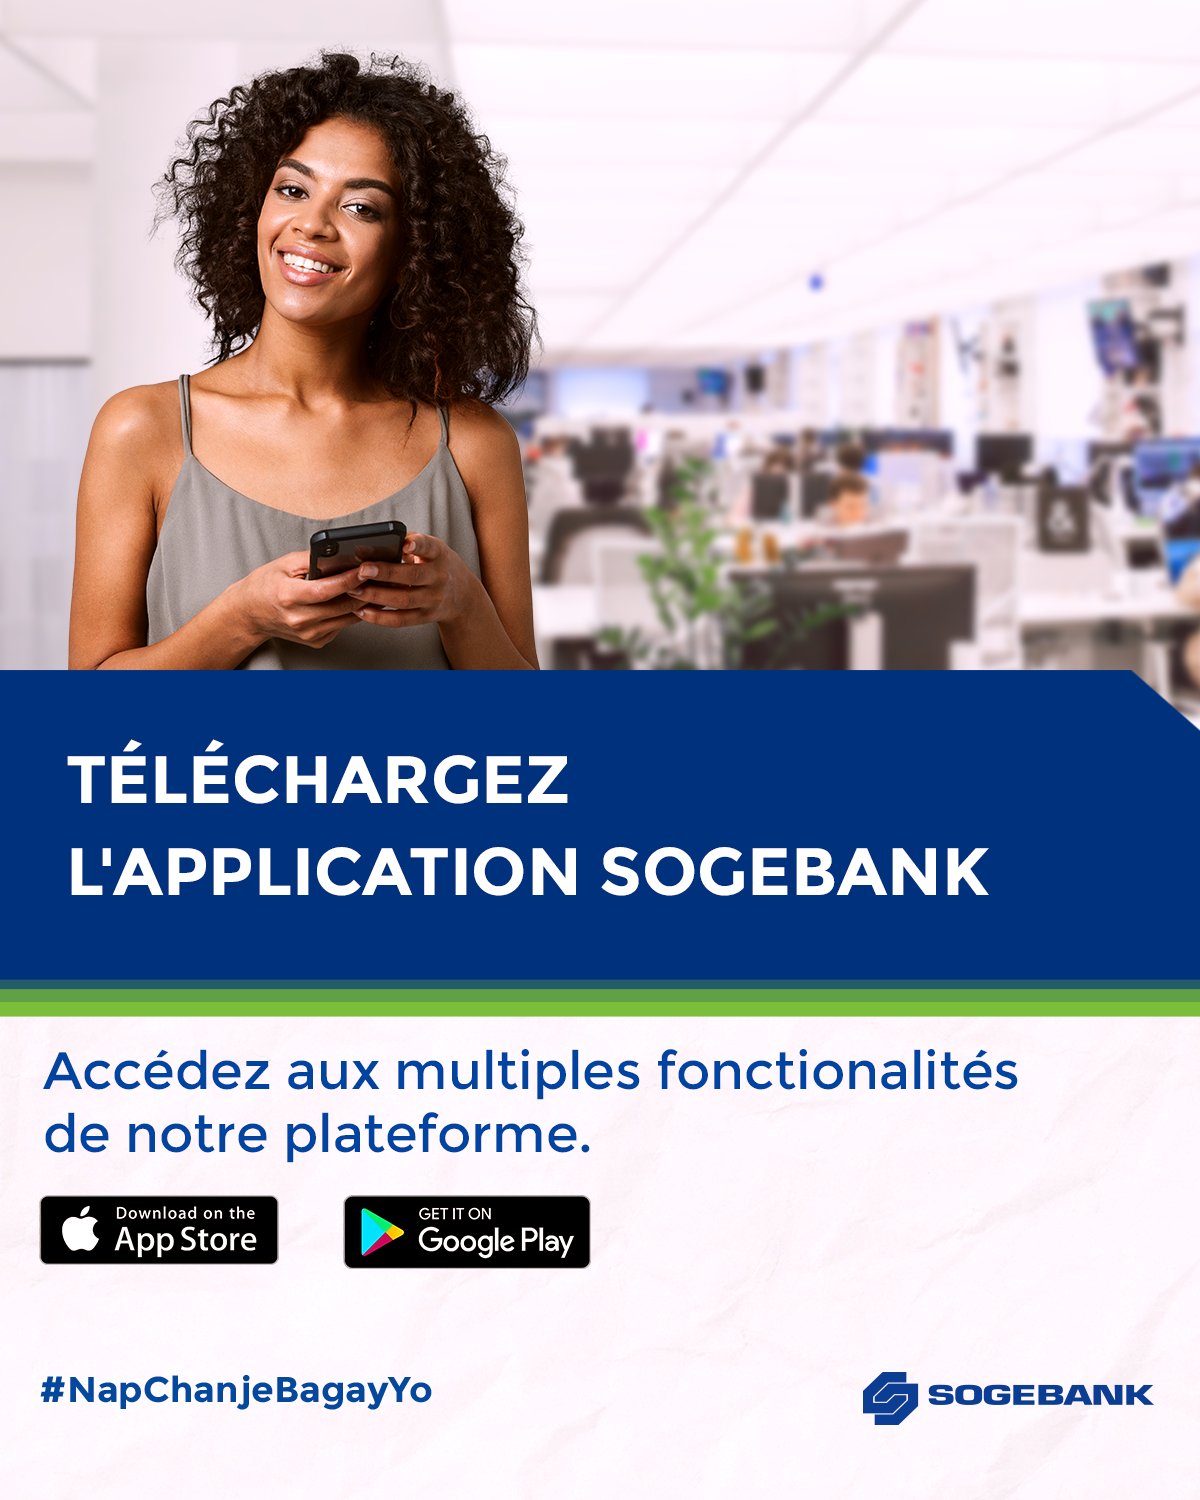 TÉLÉCHARGEZ
L'APPLICATION SOGEBANK
Accédez aux multiples fonctionalités
de notre plateforme.
Download on the
App Store
GET IT ON
Google Play
#NapChanjeBagayYo
SOGEBANK